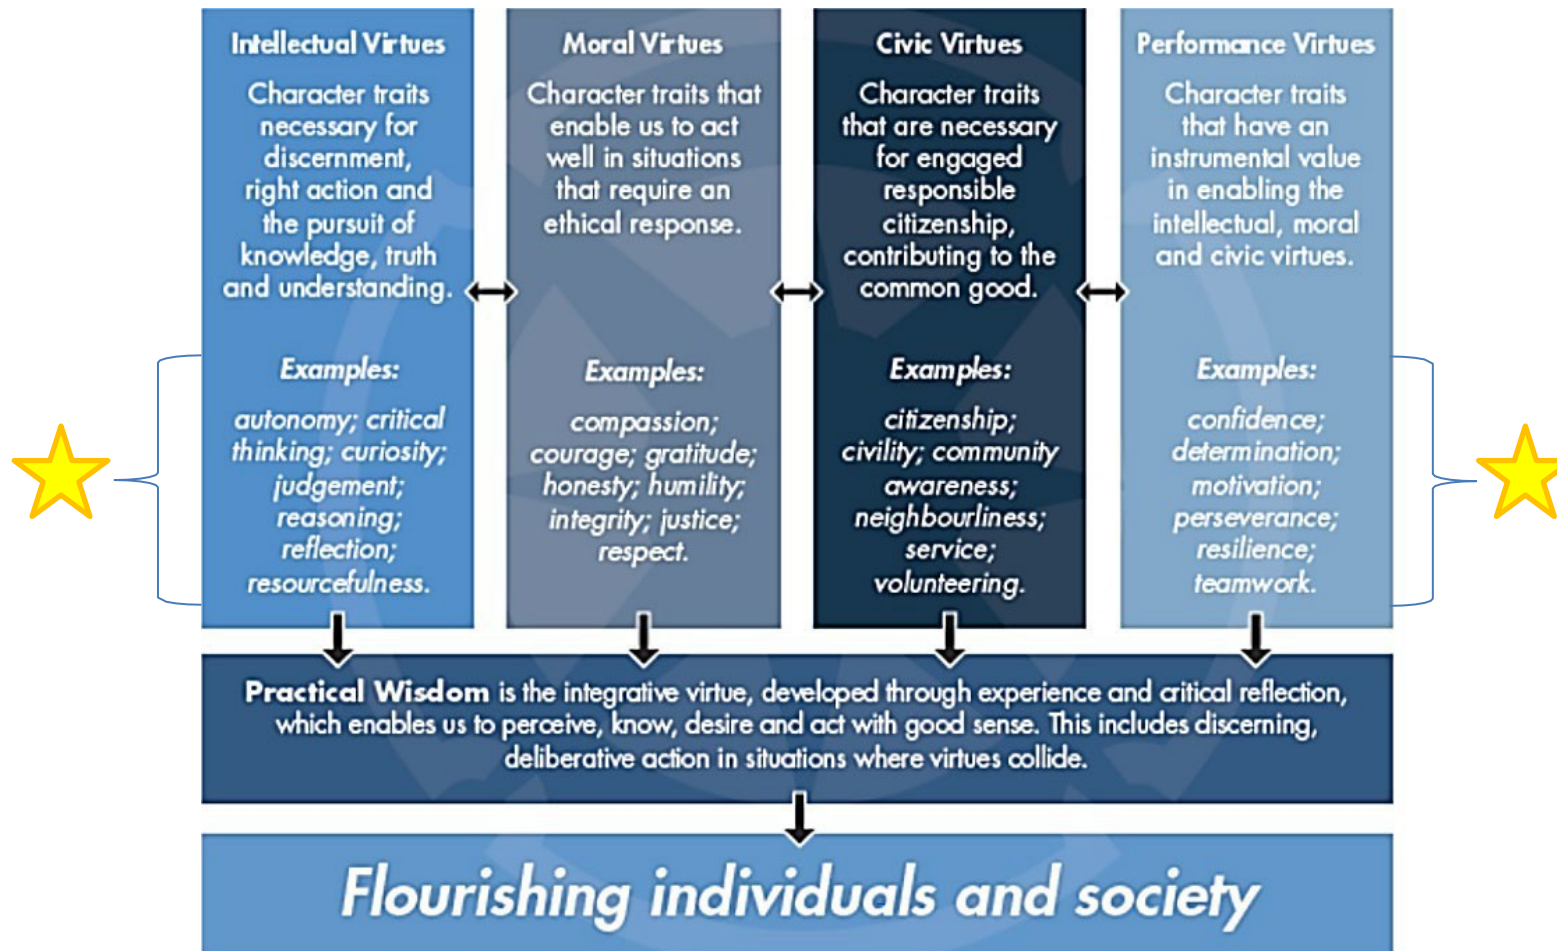 Intellectual Virtues
Character traits
necessary for
discernment,
right action and
the pursuit of
knowledge, truth
and understanding.
Examples:
autonomy; critical
thinking; curiosity;
judgement;
reasoning;
reflection;
resourcefulness.
Moral Virtues
Character traits that
enable us to act
well in situations
that require an
ethical response.
Examples:
compassion;
courage; gratitude;
honesty; humility;
integrity; justice;
respect.
Civic Virtues
Character traits
that are necessary
for engaged
responsible
citizenship,
contributing to the
common good.
Examples:
citizenship;
civility; community
awareness;
neighbourliness;
service;
volunteering.
Performance Virtues
Character traits
that have an
instrumental value
in enabling the
intellectual, moral
and civic virtues.
Examples:
confidence;
determination;
motivation;
perseverance;
resilience;
teamwork.
Practical Wisdom is the integrative virtue, developed through experience and critical reflection,
which enables us to perceive, know, desire and act with good sense. This includes discerning,
deliberative action in situations where virtues collide.
Flourishing individuals and society